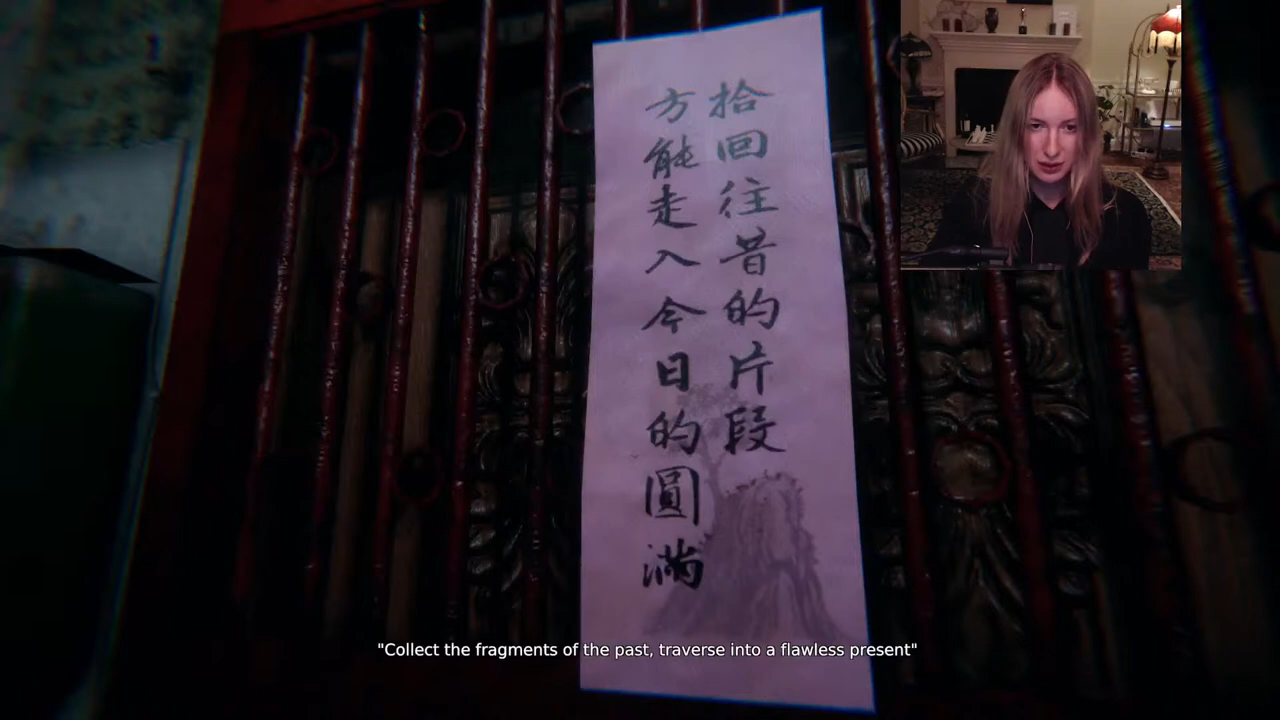 拾回往昔的片段
方能走入今日的圓滿
"Collect the fragments of the past, traverse into a flawless present"